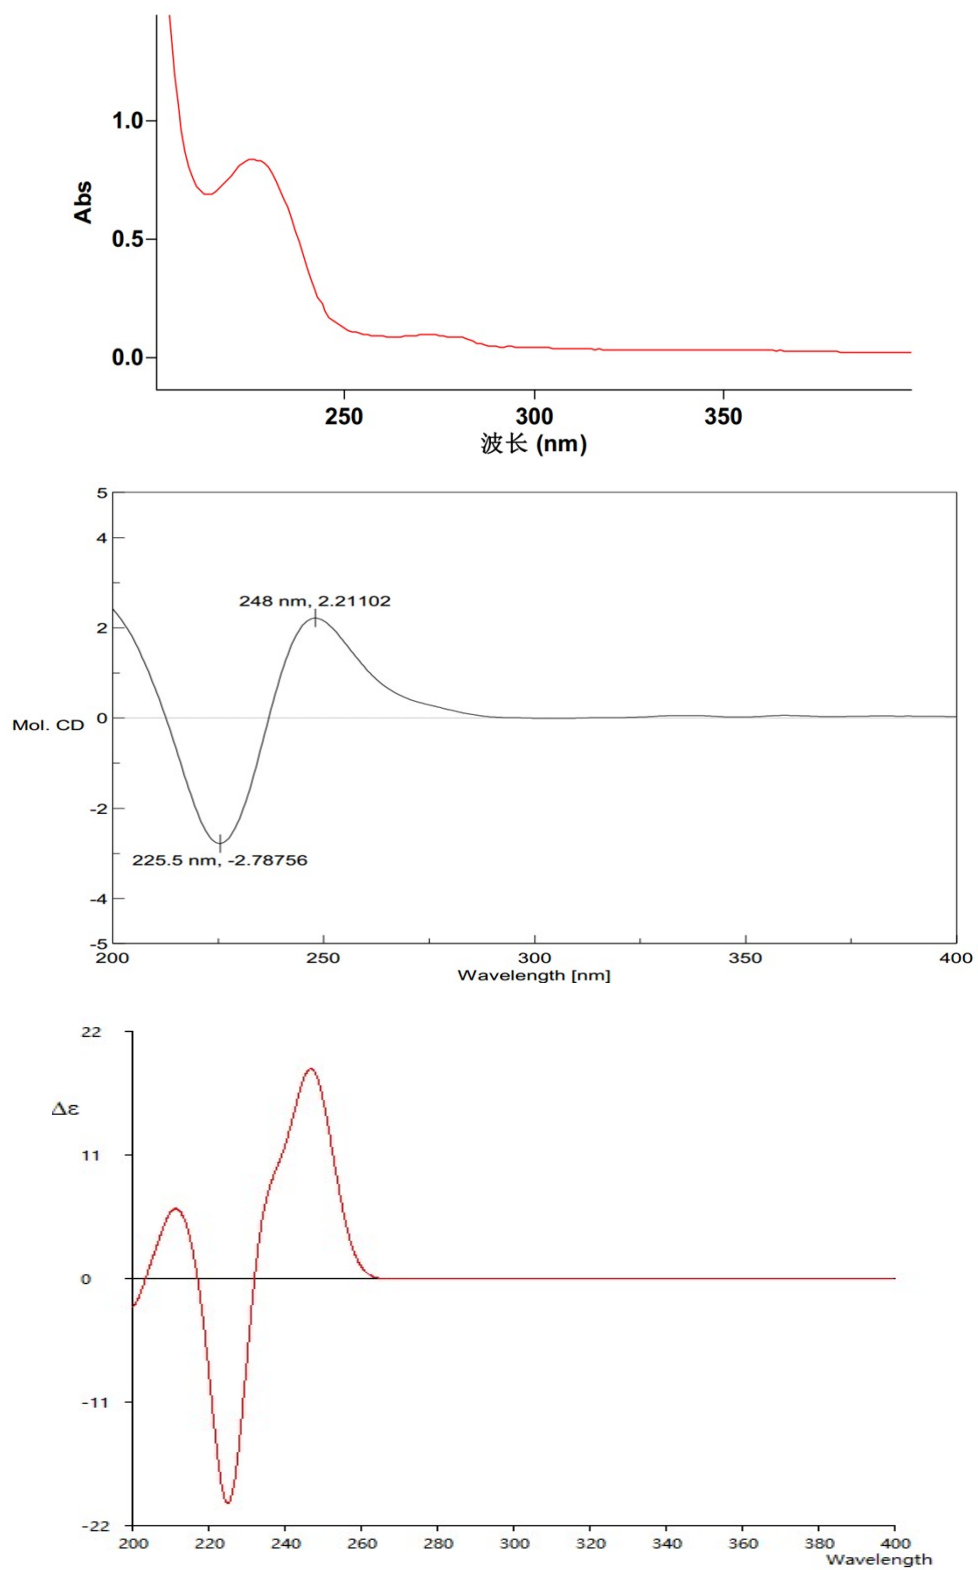 1.0
Abs
0.5
0.0
250 300 350
波长 (nm)
5
4
248 nm, 2.21102
2
Mol. CD 0
-2
225.5 nm, -2.78756
-4
-5
200 250 300 350 400
Wavelength [nm]
22
Δε
11
0
-11
-22
200 220 240 260 280 300 320 340 360 380 400
Wavelength